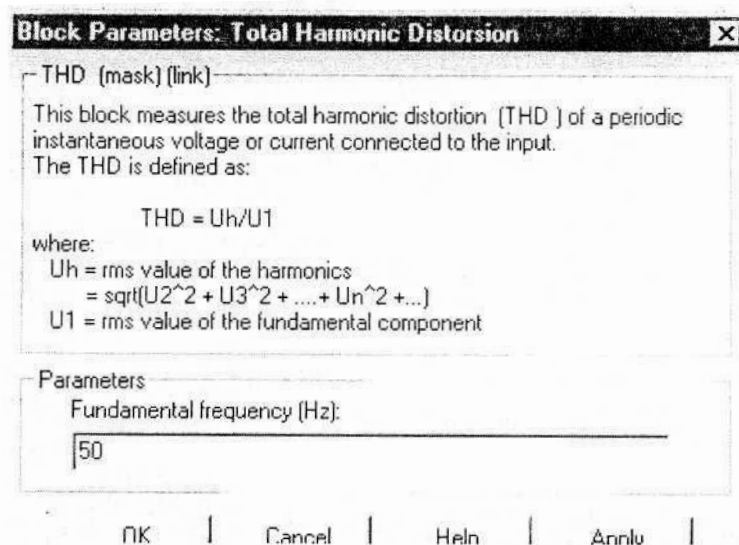 Block Parameters: Total Harmonic Distorsion
THD (mask) (link)
This block measures the total harmonic distortion (THD ) of a periodic
instantaneous voltage or current connected to the input.
The THD is defined as:
THD = Uh/U1
where:
Uh = rms value of the harmonics
= sqrt(U2^2 + U3^2 + ....+ Un^2 +...)
U1 = rms value of the fundamental component
Parameters
Fundamental frequency (Hz):
50
OK Cancel Help Apply